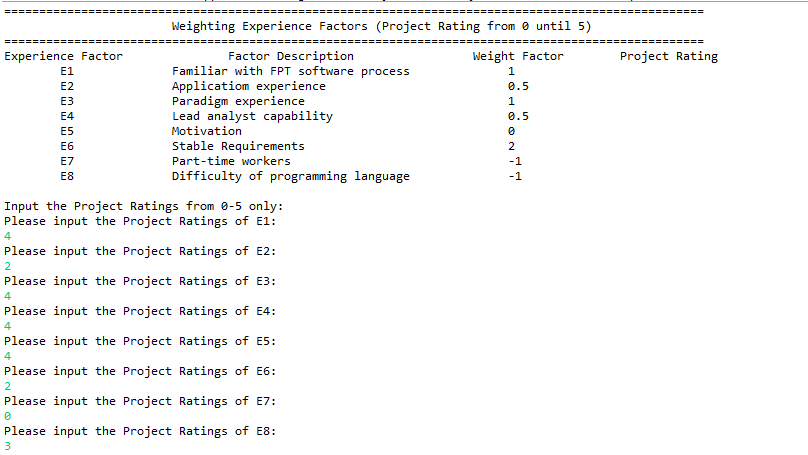 ====================================================================================================
Weighting Experience Factors (Project Rating from 0 until 5)
====================================================================================================
Experience Factor Factor Description Weight Factor Project Rating
E1 Familiar with FPT software process 1
E2 Applicatiom experience 0.5
E3 Paradigm experience 1
E4 Lead analyst capability 0.5
E5 Motivation 0
E6 Stable Requirements 2
E7 Part-time workers -1
E8 Difficulty of programming language -1
Input the Project Ratings from 0-5 only:
Please input the Project Ratings of E1:
4
Please input the Project Ratings of E2:
2
Please input the Project Ratings of E3:
4
Please input the Project Ratings of E4:
4
Please input the Project Ratings of E5:
4
Please input the Project Ratings of E6:
2
Please input the Project Ratings of E7:
0
Please input the Project Ratings of E8:
3